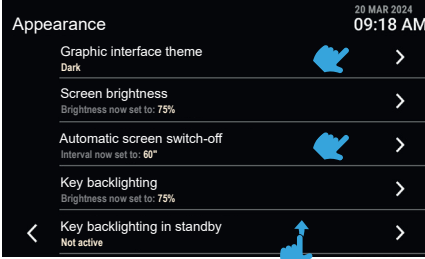 20 MAR 2024
Appearance
09:18 AM
Graphic interface theme
Dark
Screen brightness
Brightness now set to: 75%
Automatic screen switch-off
Interval now set to: 60"
Key backlighting
Brightness now set to: 75%
Key backlighting in standby
Not active